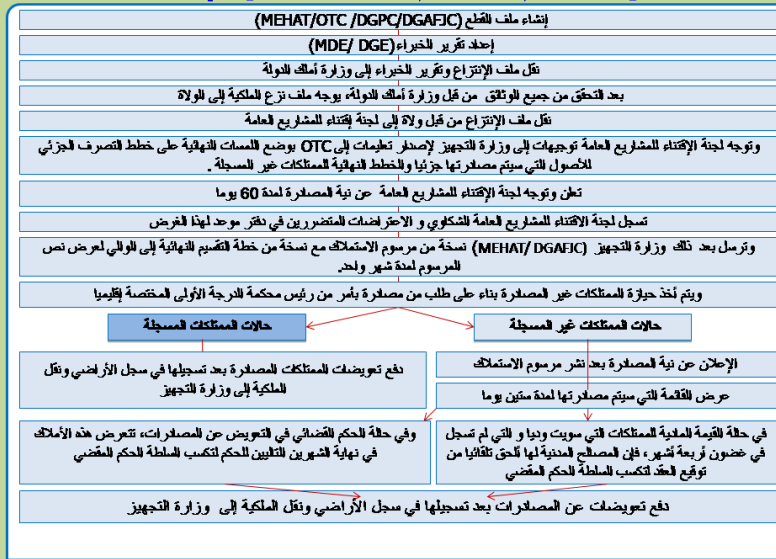 إنشاء ملف القطع (MEHAT/OTC /DGPC/DGAFJC)
إعداد تقرير الخبراء (MDE/ DGE)
نقل ملف الإنتزاع وتقرير الخبراء إلى وزارة أملاك الدولة
بعد التحقق من جميع الوثائق من قبل وزارة أملاك الدولة، يوجه ملف نزع الملكية إلى الولاة
نقل ملف الإنتزاع من قبل ولاة إلى لجنة إقتناء للمشاريع العامة
وتوجه لجنة الإقتناء للمشاريع العامة توجيهات إلى وزارة التجهيز لإصدار تعليمات إلى OTC بوضع اللمسات النهائية على خطط التصرف الجزئي
للأصول التي سيتم مصادرتها جزئيا والخطط النهائية للممتلكات غير المسجلة .
تعلن وتوجه لجنة الإقتناء للمشاريع العامة عن نية المصادرة لمدة 60 يوما
تسجل لجنة الاقتناء للمشاريع العامة الشكاوي و الاعتراضات للمتضررين في دفتر موحد لهذا الغرض
وترسل بعد ذلك وزارة التجهيز (MEHAT/ DGAFJC) نسخة من مرسوم الاستملاك مع نسخة من خطة التقسيم النهائية إلى الوالي لعرض نص
المرسوم لمدة شهر واحد.
ويتم أخذ حيازة الممتلكات غير المصادرة بناء على طلب من مصادرة بأمر من رئيس محكمة الدرجة الأولى المختصة إقليميا
حالات الممتلكات غير المسجلة
حالات الممتلكات المسجلة
الإعلان عن نية المصادرة بعد نشر مرسوم الاستملاك
عرض القائمة التي سيتم مصادرتها لمدة ستين يوما
دفع تعويضات للممتلكات المصادرة بعد تسجيلها في سجل الأراضي ونقل
الملكية إلى وزارة التجهيز
في حالة القيمة المادية للممتلكات التي سويت وديا و التي لم تسجل
في غضون أربعة أشهر، فإن المصالح المدنية لها تلحق تلقائيا من
توقيع العقد لتكسب السلطة الحكم المقضي
وفي حالة الحكم القضائي في التعويض عن المصادرات، تتعرض هذه الأملاك
في نهاية الشهرين التاليين للحكم لتكسب السلطة الحكم المقضي
دفع تعويضات عن المصادرات بعد تسجيلها في سجل الأراضي ونقل الملكية إلى وزارة التجهيز